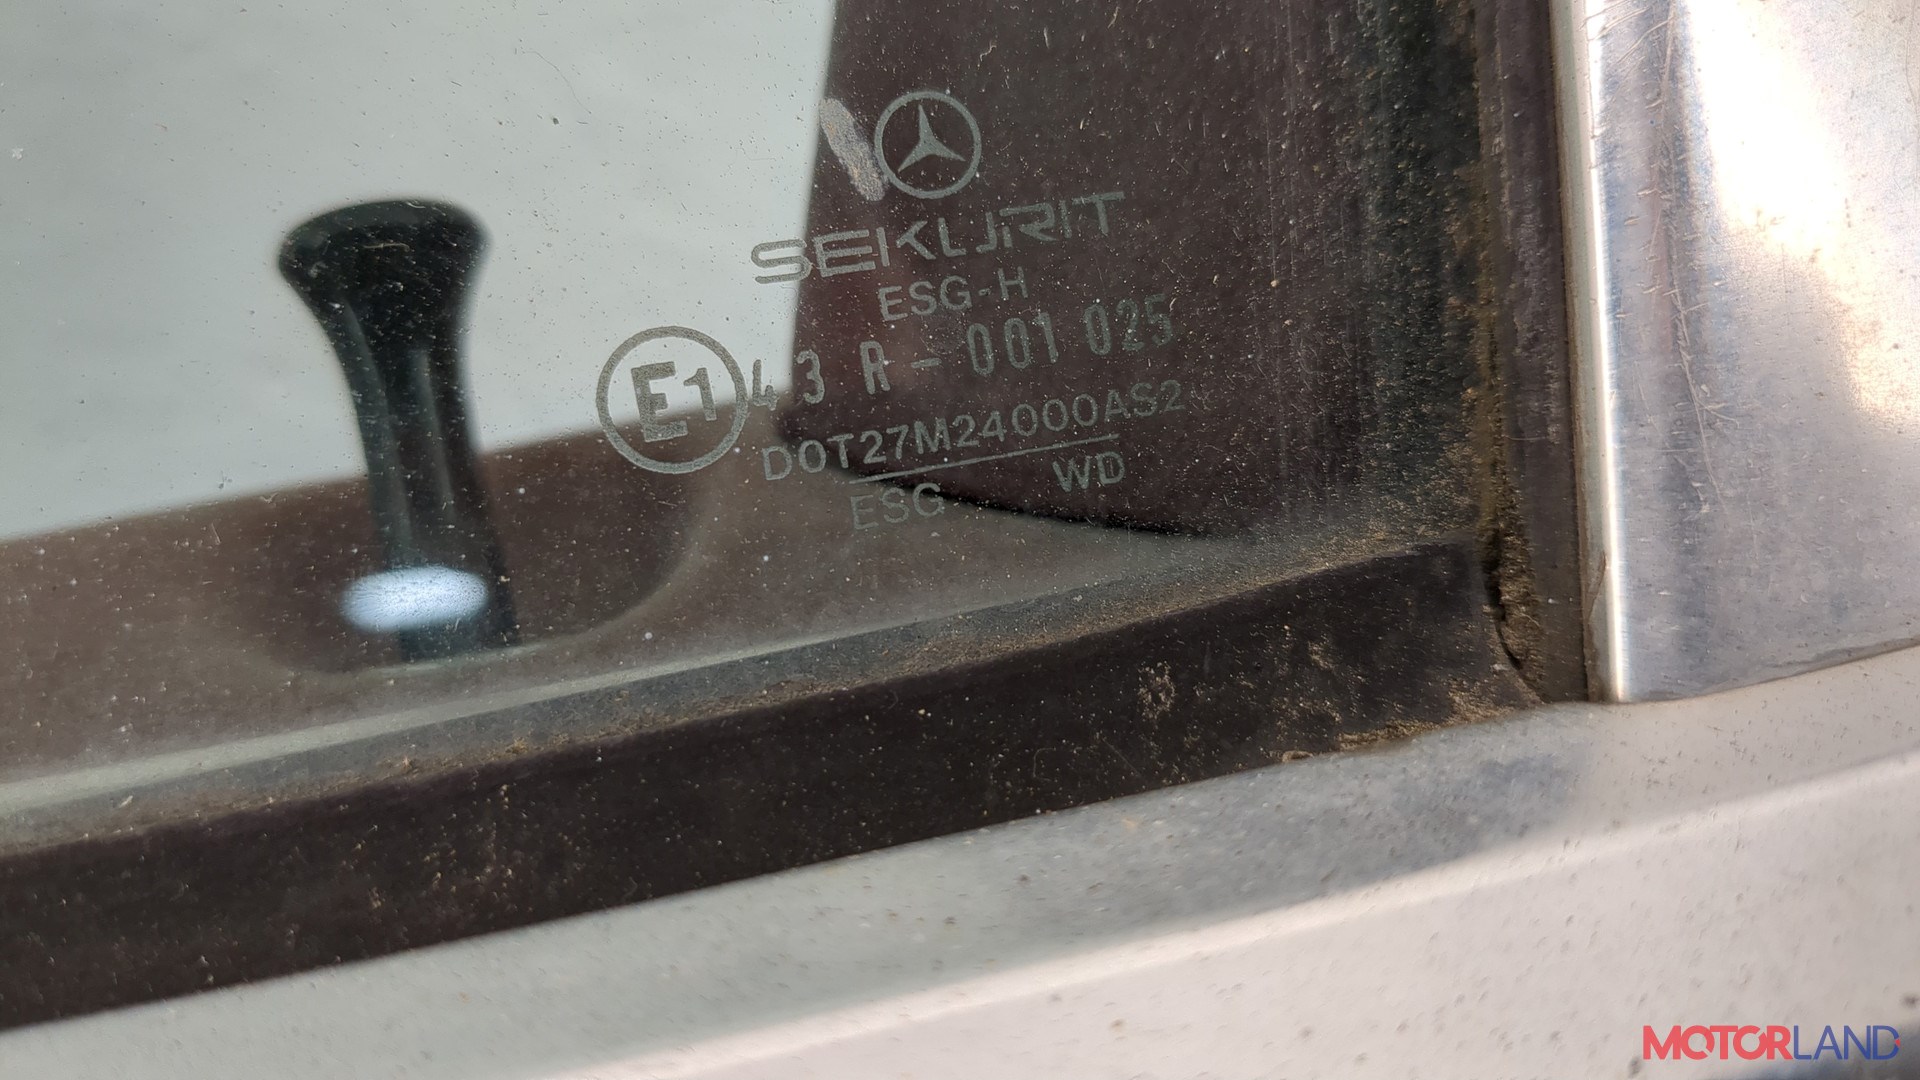 SEKURIT
ESG-H
E1 43 R - 001 025
DOT27M24000AS2
ESG WD
MOTORLAND